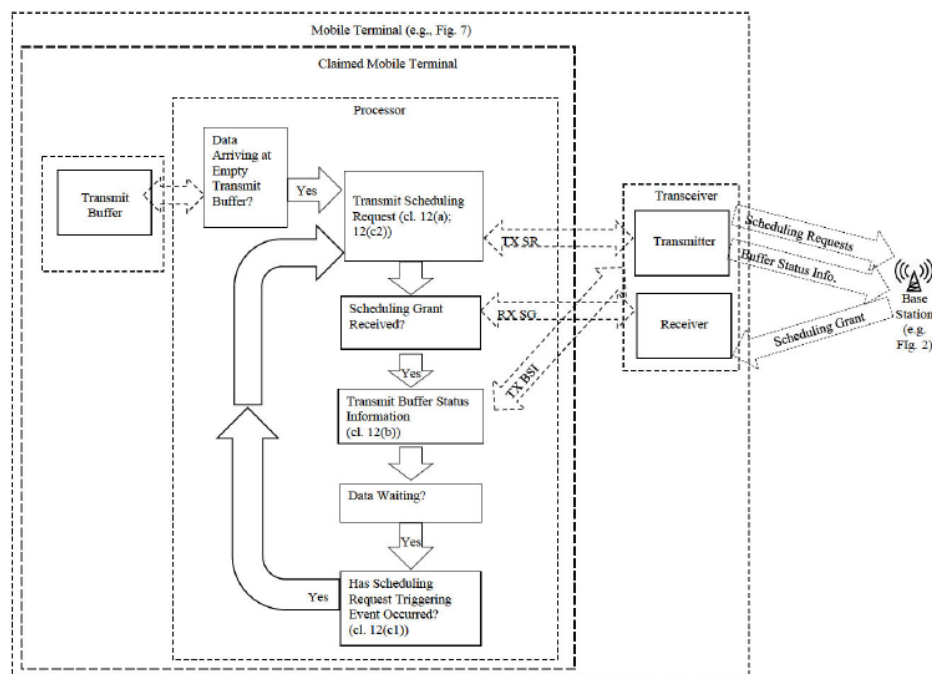 Mobile Terminal (e.g., Fig. 7)
Claimed Mobile Terminal
Processor
Data
Arriving at
Empty
Transmit
Buffer?
Transmit
Buffer
Yes
Transmit Scheduling
Request (cl. 12(a);
12(c2))
TX SR
Transceiver
Transmitter
Scheduling Requests
Buffer Status Info.
Base
Station
(e.g.
FIg. 2)
Scheduling Grant
Received?
RX SG
Receiver
Scheduling Grant
Yes
TX BSI
Transmit Buffer Status
Information
(cl. 12(b))
Data Waiting?
Yes
Has Scheduling
Request Triggering
Event Occurred?
(cl. 12(c1))
Yes